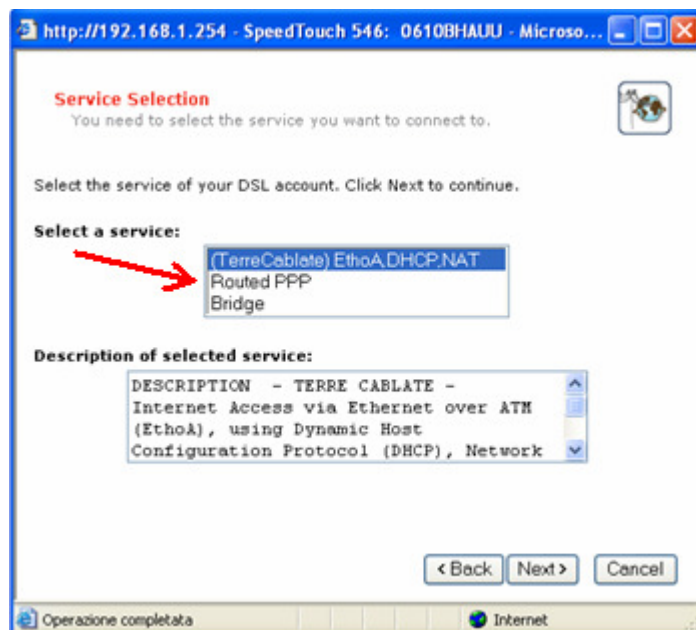 http://192.168.1.254 - SpeedTouch 546: 0610BHAUU - Microso...
Service Selection
You need to select the service you want to connect to.
Select the service of your DSL account. Click Next to continue.
Select a service:
(TerreCablate) EthoA,DHCP,NAT
Routed PPP
Bridge
Description of selected service:
DESCRIPTION - TERRE CABLATE -
Internet Access via Ethernet over ATM
(EthoA), using Dynamic Host
Configuration Protocol (DHCP), Network
< Back Next > Cancel
Operazione completata Internet